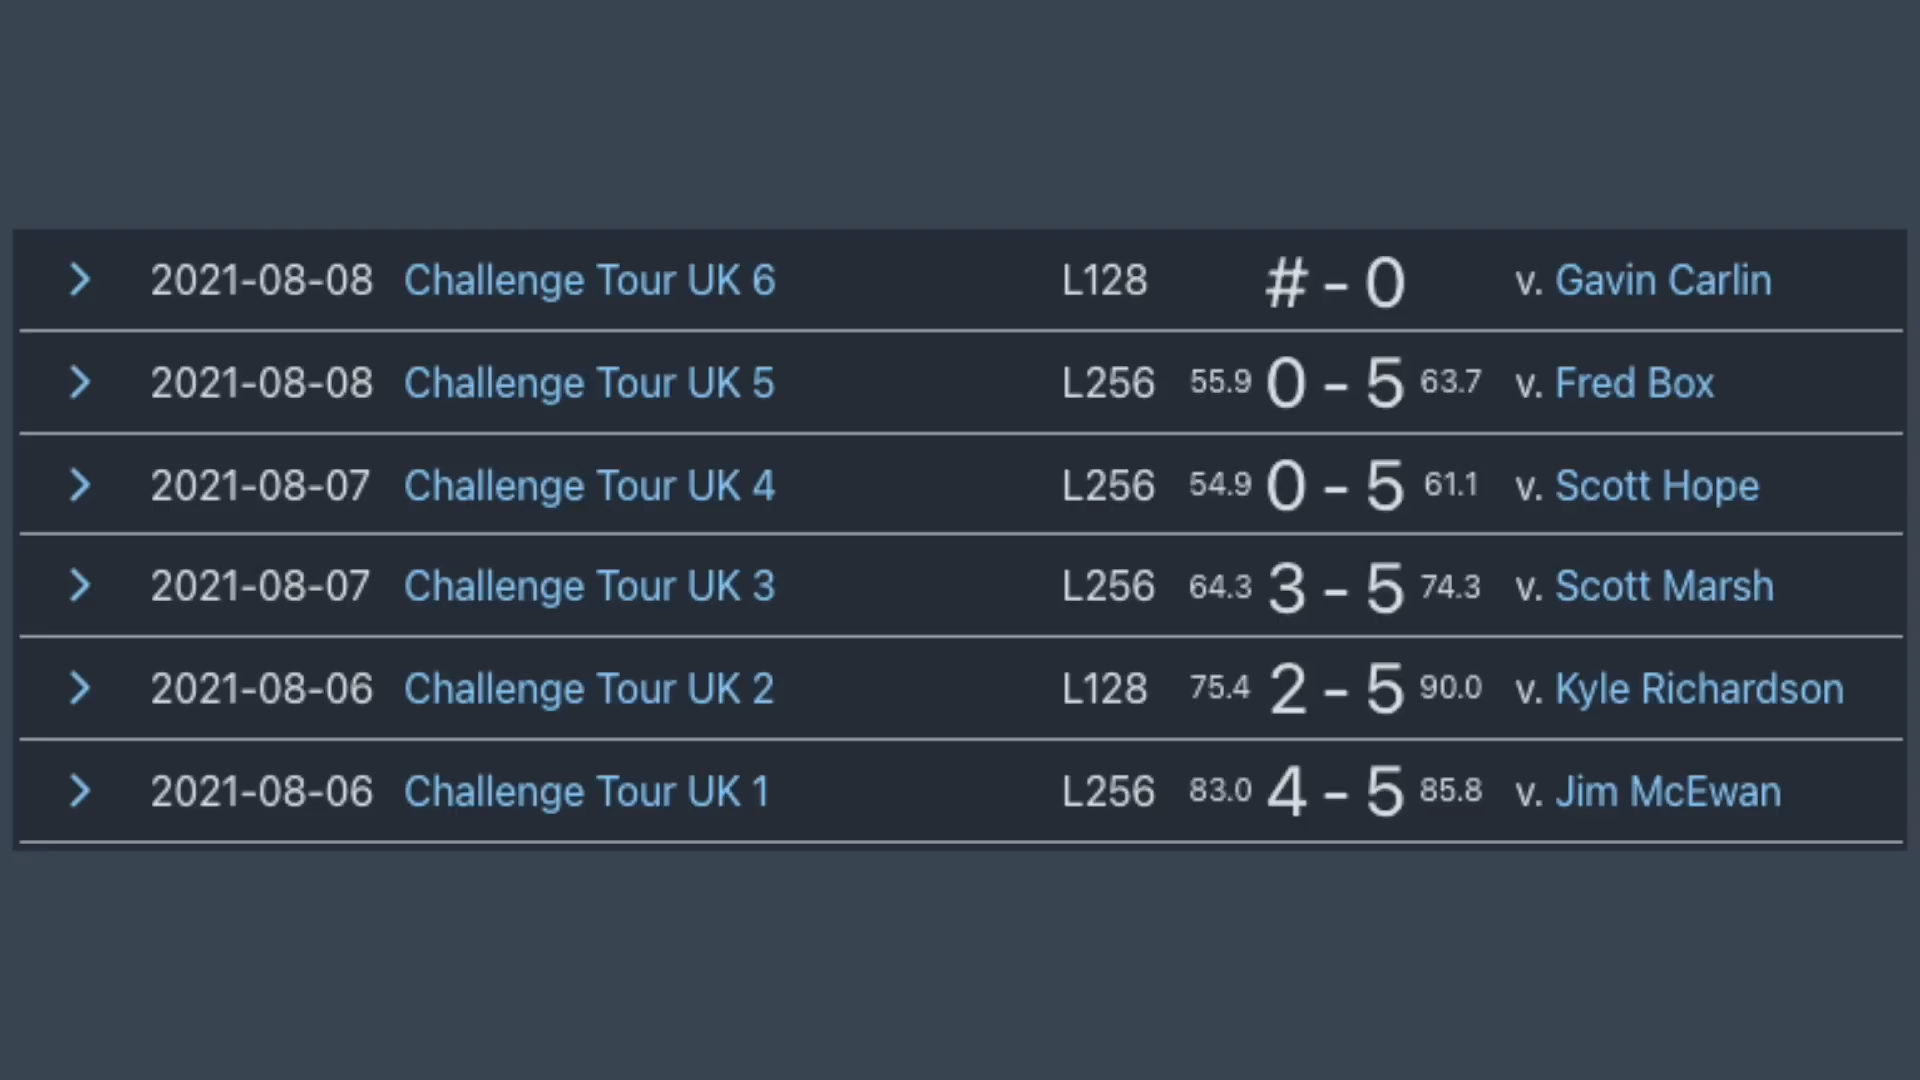 2021-08-08 Challenge Tour UK 6 L128 # - 0 v. Gavin Carlin
2021-08-08 Challenge Tour UK 5 L256 55.9 0 - 5 63.7 v. Fred Box
2021-08-07 Challenge Tour UK 4 L256 54.9 0 - 5 61.1 v. Scott Hope
2021-08-07 Challenge Tour UK 3 L256 64.3 3 - 5 74.3 v. Scott Marsh
2021-08-06 Challenge Tour UK 2 L128 75.4 2 - 5 90.0 v. Kyle Richardson
2021-08-06 Challenge Tour UK 1 L256 83.0 4 - 5 85.8 v. Jim McEwan